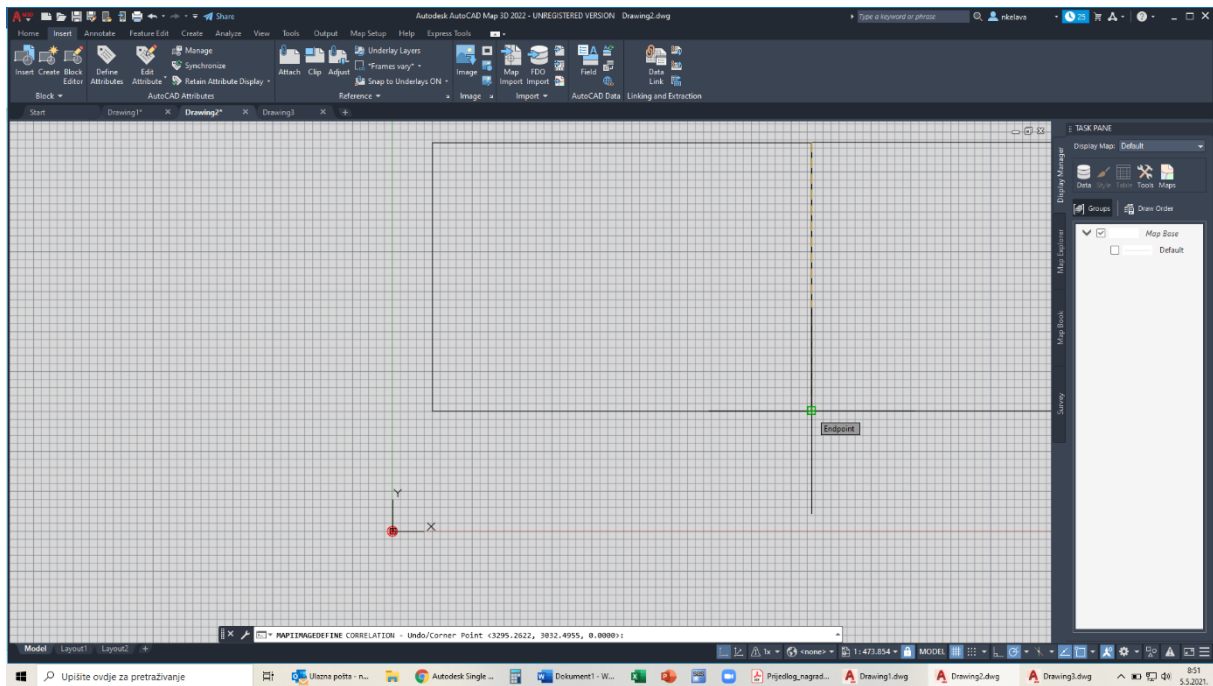 Share
Autodesk AutoCAD Map 3D 2022 - UNREGISTERED VERSION Drawing2.dwg
Type a keyword or phrase
nkelava
25
Home Insert Annotate Feature Edit Create Analyze View Tools Output Map Setup Help Express Tools
Insert
Create
Block
Editor
Block
Define
Attributes
Edit
Attribute
Manage
Synchronize
Retain Attribute Display
AutoCAD Attributes
Attach
Clip
Adjust
Underlay Layers
*Frames vary*
Snap to Underlays ON
Reference
Image
Image
Map
Import
FDO
Import
Import
Field
AutoCAD Data
Data
Link
Linking and Extraction
Start
Drawing1*
Drawing2*
Drawing3
TASK PANE
Display Map: Default
Data
Style
Table
Tools
Maps
Groups
Draw Order
Map Base
Default
Display Manager
Map Explorer
Map Book
Survey
Endpoint
Y
X
MAPIIMAGEDEFINE CORRELATION - Undo/Corner Point <3295.2622, 3032.4955, 0.0000>:
Model Layout1 Layout2 +
1x
<none>
1:473.854
MODEL
Upišite ovdje za pretraživanje
Ulazna pošta - n...
Autodesk Single ...
Dokument1 - W...
Prijedlog_nagrad...
Drawing1.dwg
Drawing2.dwg
Drawing3.dwg
8:51
5.5.2021.